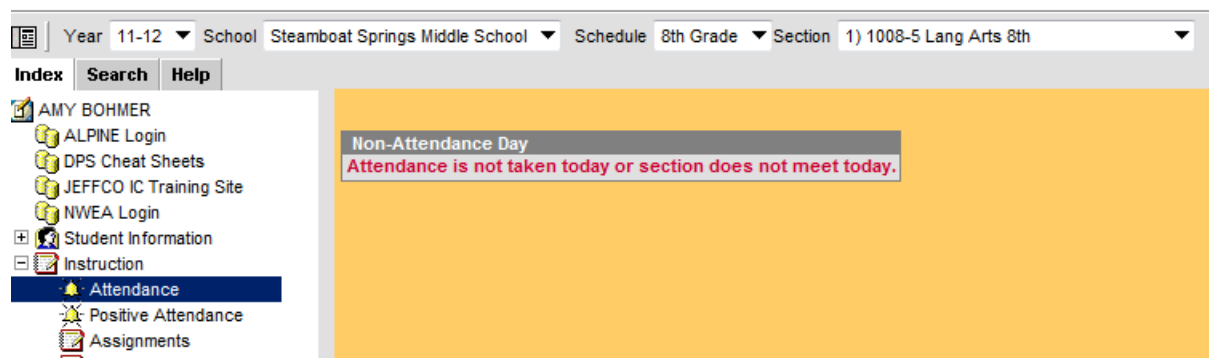 Year 11-12 School Steamboat Springs Middle School Schedule 8th Grade Section 1) 1008-5 Lang Arts 8th
Index Search Help
AMY BOHMER
ALPINE Login
DPS Cheat Sheets
JEFFCO IC Training Site
NWEA Login
Student Information
Instruction
Attendance
Positive Attendance
Assignments
Non-Attendance Day
Attendance is not taken today or section does not meet today.